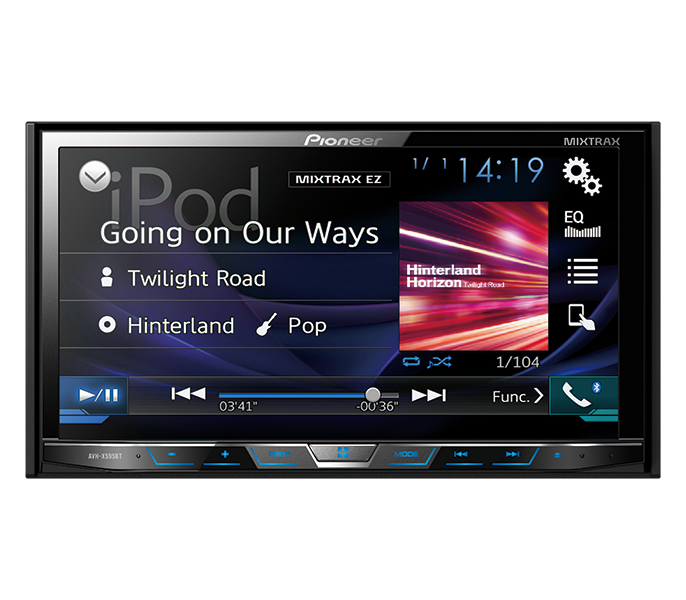 Pioneer
MIXTRAX
iPod
MIXTRAX EZ
1/ 1 14:19
EQ
Going on Our Ways
Twilight Road
Hinterland
Horizon Twilight Road
Hinterland Pop
1/104
03'41"
-00'36"
Func.
AVH-X595BT
MODE